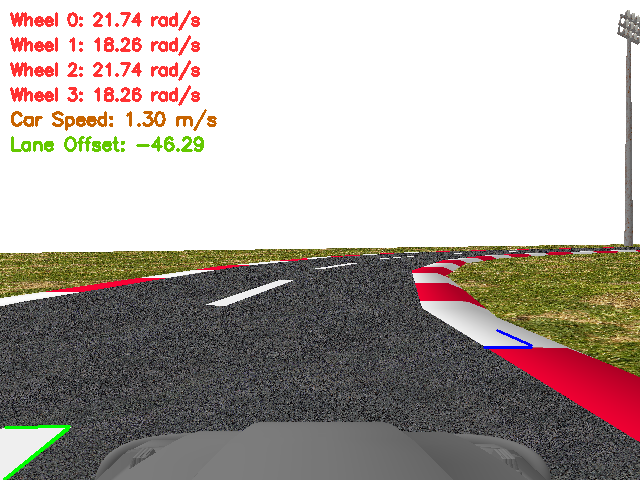 Wheel 0: 21.74 rad/s
Wheel 1: 18.26 rad/s
Wheel 2: 21.74 rad/s
Wheel 3: 18.26 rad/s
Car Speed: 1.30 m/s
Lane Offset: -46.29